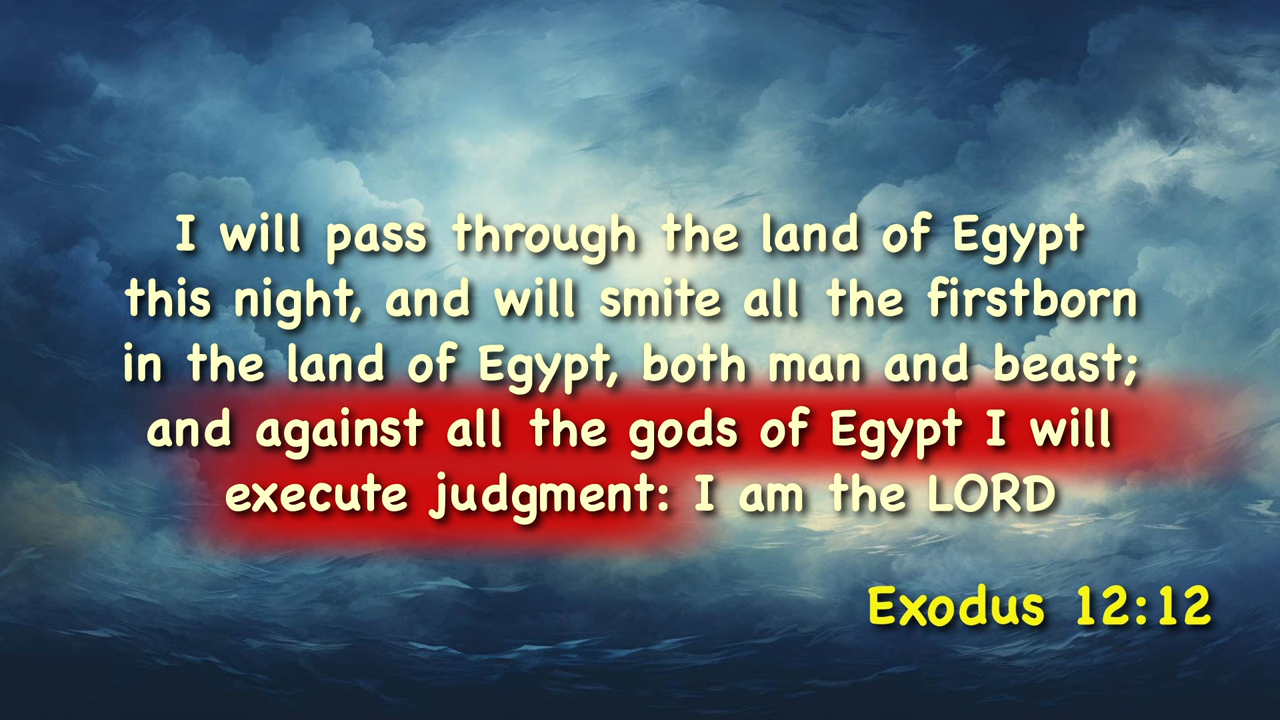 I will pass through the land of Egypt
this night, and will smite all the firstborn
in the land of Egypt, both man and beast;
and against all the gods of Egypt I will
execute judgment: I am the LORD
Exodus 12:12